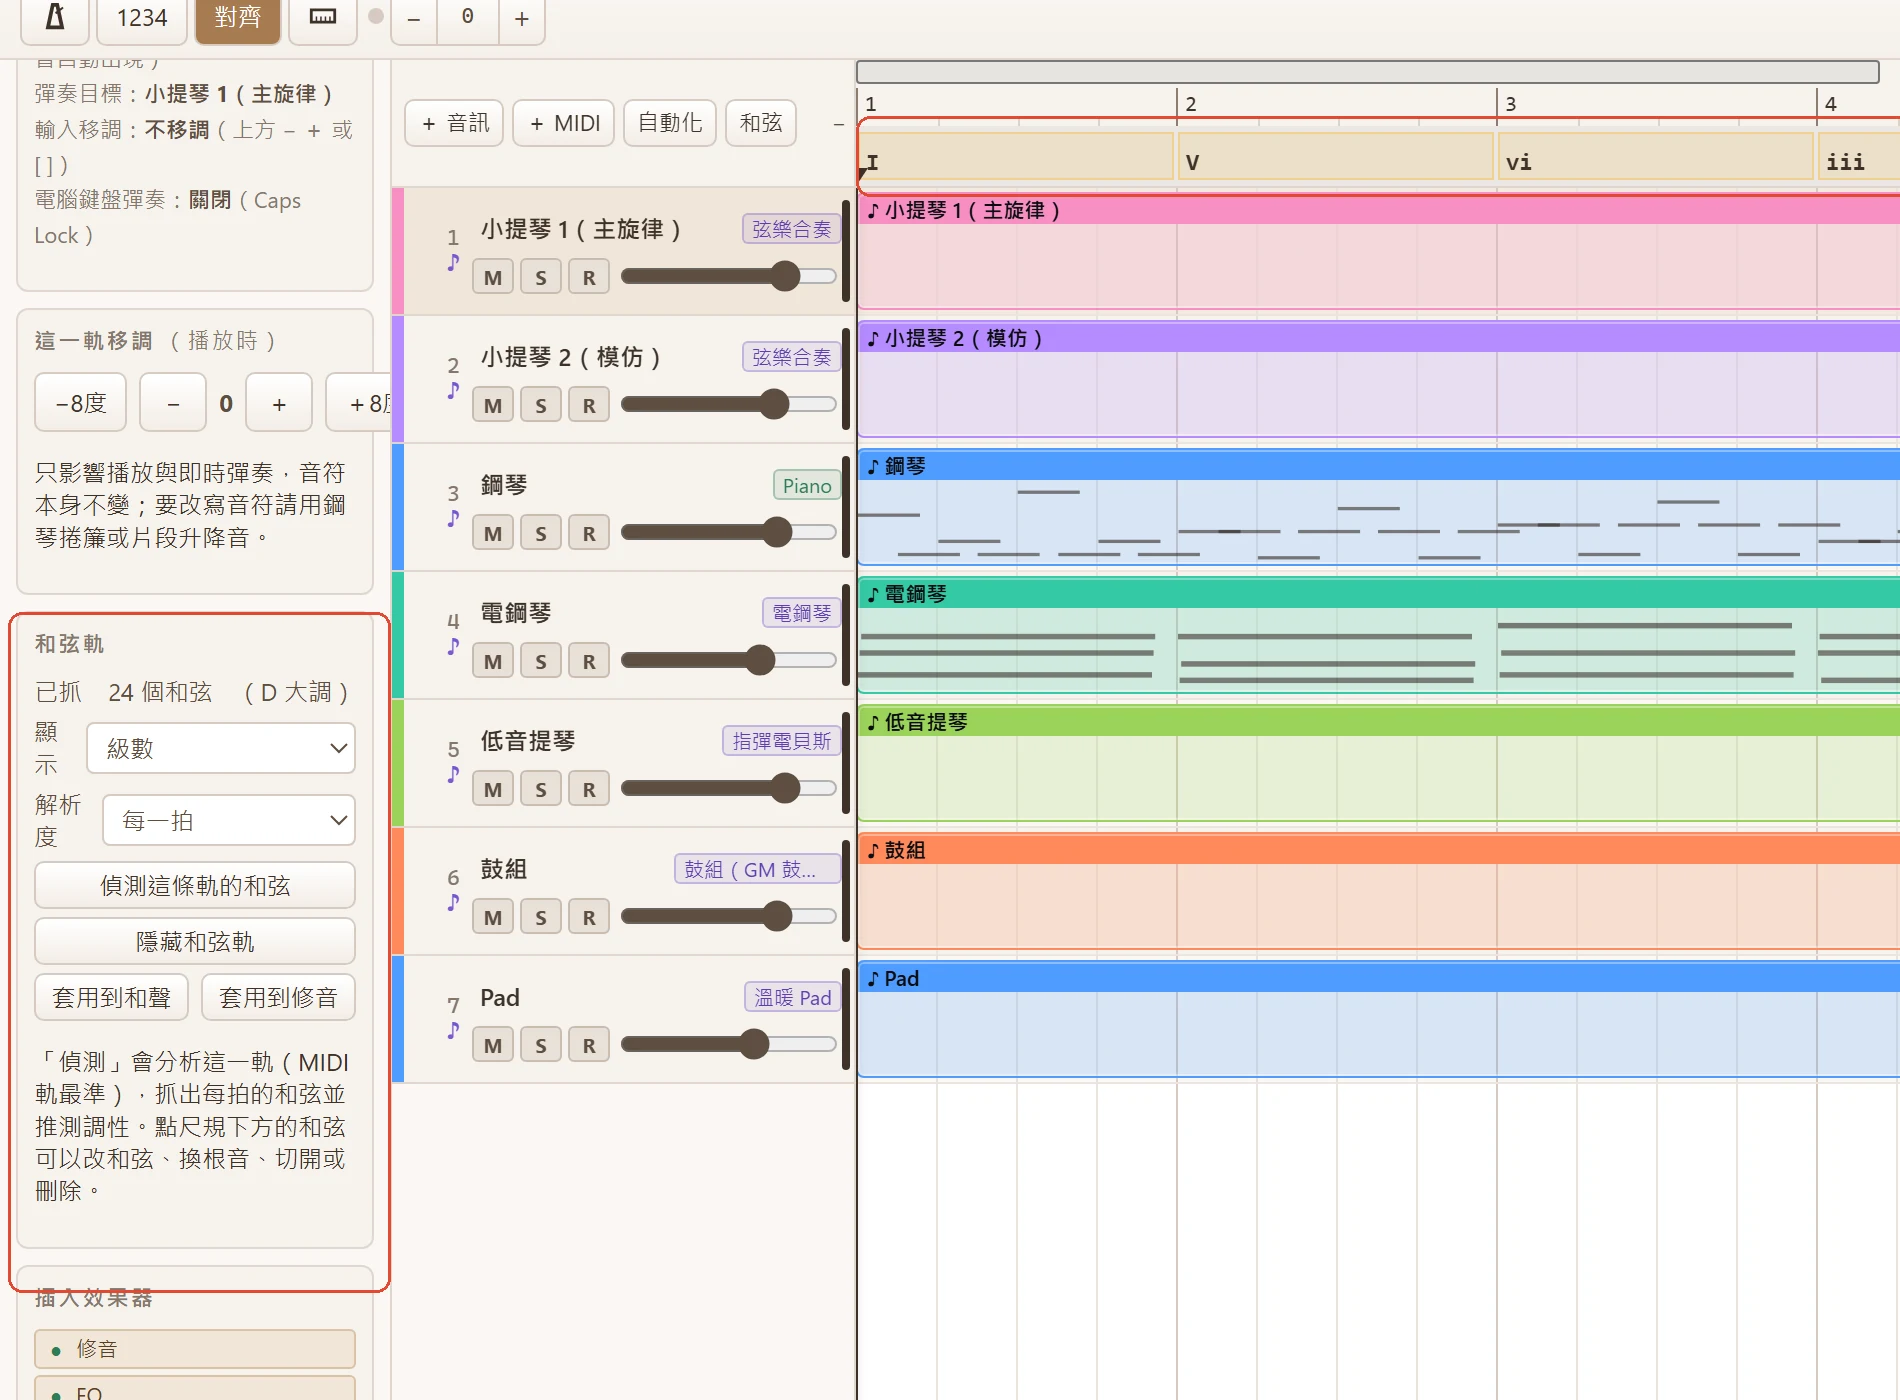 1234
對齊
−
0
+
彈奏目標：小提琴 1（主旋律）
輸入移調：不移調（上方 − + 或
[ ]）
電腦鍵盤彈奏：關閉（Caps
Lock）
這一軌移調（播放時）
−8度
−
0
+
只影響播放與即時彈奏，音符
本身不變；要改寫音符請用鋼
琴捲簾或片段升降音。
和弦軌
已抓 24 個和弦 （D 大調）
顯示
級數
解析度
每一拍
偵測這條軌的和弦
隱藏和弦軌
套用到和聲
套用到修音
「偵測」會分析這一軌（MIDI
軌最準），抓出每拍的和弦並
推測調性。點尺規下方的和弦
可以改和弦、換根音、切開或
刪除。
插入效果器
修音
EQ
+ 音訊
+ MIDI
自動化
和弦
−
1
2
3
4
I
V
vi
iii
1
小提琴 1（主旋律）
弦樂合奏
M
S
R
2
小提琴 2（模仿）
弦樂合奏
M
S
R
3
鋼琴
Piano
M
S
R
4
電鋼琴
電鋼琴
M
S
R
5
低音提琴
指彈電貝斯
M
S
R
6
鼓組
鼓組（GM 鼓...
M
S
R
7
Pad
溫暖 Pad
M
S
R
♪ 小提琴 1（主旋律）
♪ 小提琴 2（模仿）
♪ 鋼琴
♪ 電鋼琴
♪ 低音提琴
♪ 鼓組
♪ Pad